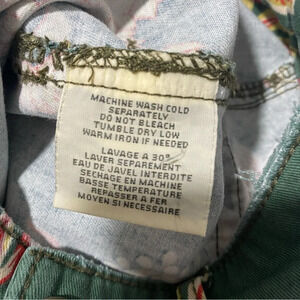 MACHINE WASH COLD
SEPARATELY
DO NOT BLEACH
TUMBLE DRY LOW
WARM IRON IF NEEDED
LAVAGE A 30°
LAVER SEPAREMENT
EAU DE JAVEL INTERDITE
SECHAGE EN MACHINE
BASSE TEMPERATURE
REPASSER A FER
MOYEN SI NECESSAIRE